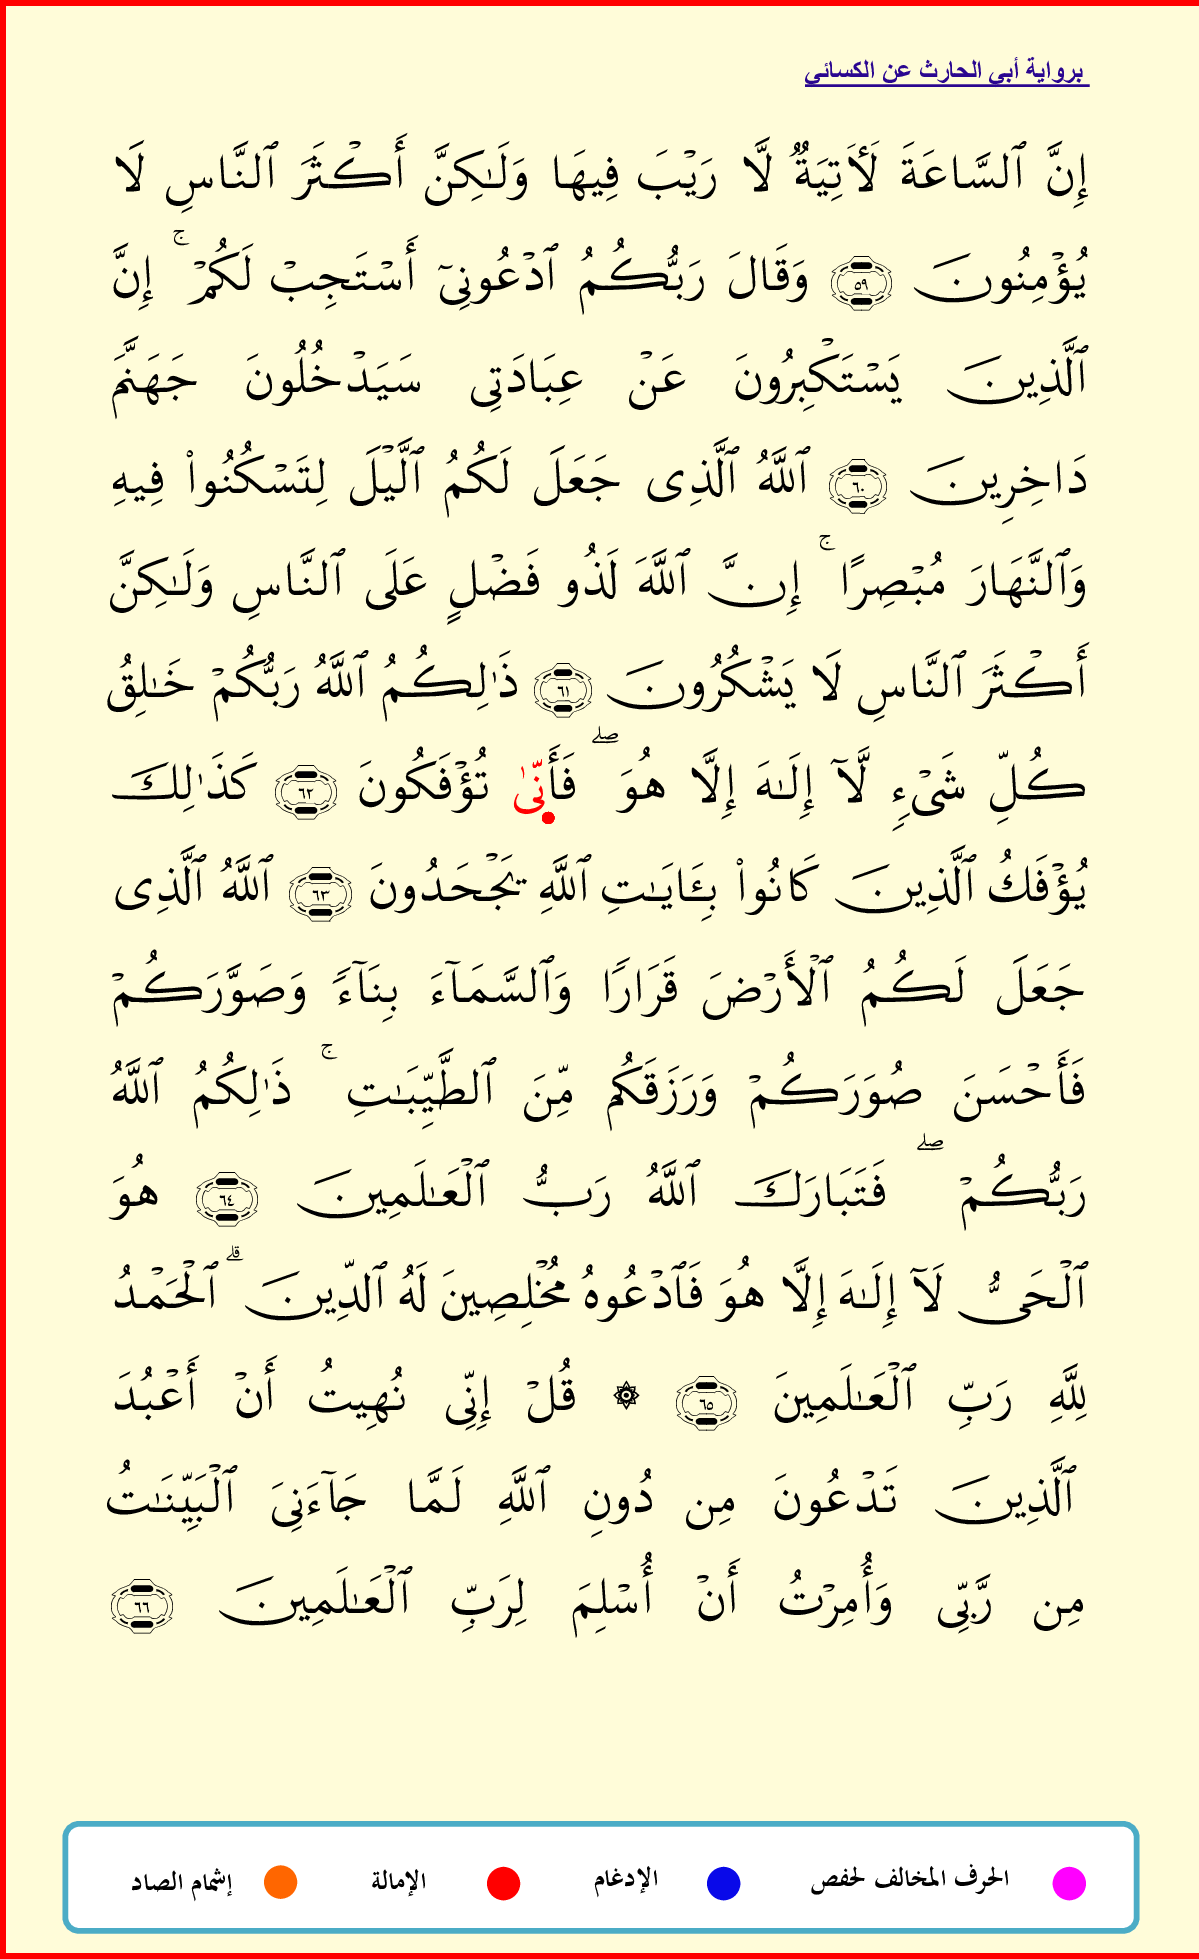 برواية أبي الحارث عن الكسائي
إِنَّ ٱلسَّاعَةَ لَأٓتِيَةٌ لَّا رَيْبَ فِيهَا وَلَٰكِنَّ أَكْثَرَ ٱلنَّاسِ لَا
يُؤْمِنُونَ ٥٩ وَقَالَ رَبُّكُمُ ٱدْعُونِىٓ أَسْتَجِبْ لَكُمْ ۚ إِنَّ
ٱلَّذِينَ يَسْتَكْبِرُونَ عَنْ عِبَادَتِى سَيَدْخُلُونَ جَهَنَّمَ
دَاخِرِينَ ٦٠ ٱللَّهُ ٱلَّذِى جَعَلَ لَكُمُ ٱلَّيْلَ لِتَسْكُنُوا۟ فِيهِ
وَٱلنَّهَارَ مُبْصِرًا ۚ إِنَّ ٱللَّهَ لَذُو فَضْلٍ عَلَى ٱلنَّاسِ وَلَٰكِنَّ
أَكْثَرَ ٱلنَّاسِ لَا يَشْكُرُونَ ٦١ ذَٰلِكُمُ ٱللَّهُ رَبُّكُمْ خَٰلِقُ
كُلِّ شَىْءٍ لَّآ إِلَٰهَ إِلَّا هُوَ ۖ فَأَنّىٰ تُؤْفَكُونَ ٦٢ كَذَٰلِكَ
يُؤْفَكُ ٱلَّذِينَ كَانُوا۟ بِـَٔايَٰتِ ٱللَّهِ يَجْحَدُونَ ٦٣ ٱللَّهُ ٱلَّذِى
جَعَلَ لَكُمُ ٱلْأَرْضَ قَرَارًا وَٱلسَّمَآءَ بِنَآءً وَصَوَّرَكُمْ
فَأَحْسَنَ صُوَرَكُمْ وَرَزَقَكُم مِّنَ ٱلطَّيِّبَٰتِ ۚ ذَٰلِكُمُ ٱللَّهُ
رَبُّكُمْ ۖ فَتَبَارَكَ ٱللَّهُ رَبُّ ٱلْعَٰلَمِينَ ٦٤ هُوَ
ٱلْحَىُّ لَآ إِلَٰهَ إِلَّا هُوَ فَٱدْعُوهُ مُخْلِصِينَ لَهُ ٱلدِّينَ ۗ ٱلْحَمْدُ
لِلَّهِ رَبِّ ٱلْعَٰلَمِينَ ٦٥ ۞ قُلْ إِنِّى نُهِيتُ أَنْ أَعْبُدَ
ٱلَّذِينَ تَدْعُونَ مِن دُونِ ٱللَّهِ لَمَّا جَآءَنِىَ ٱلْبَيِّنَٰتُ
مِن رَّبِّى وَأُمِرْتُ أَنْ أُسْلِمَ لِرَبِّ ٱلْعَٰلَمِينَ ٦٦
الحرف المخالف لحفص الإدغام الإمالة إشمام الصاد